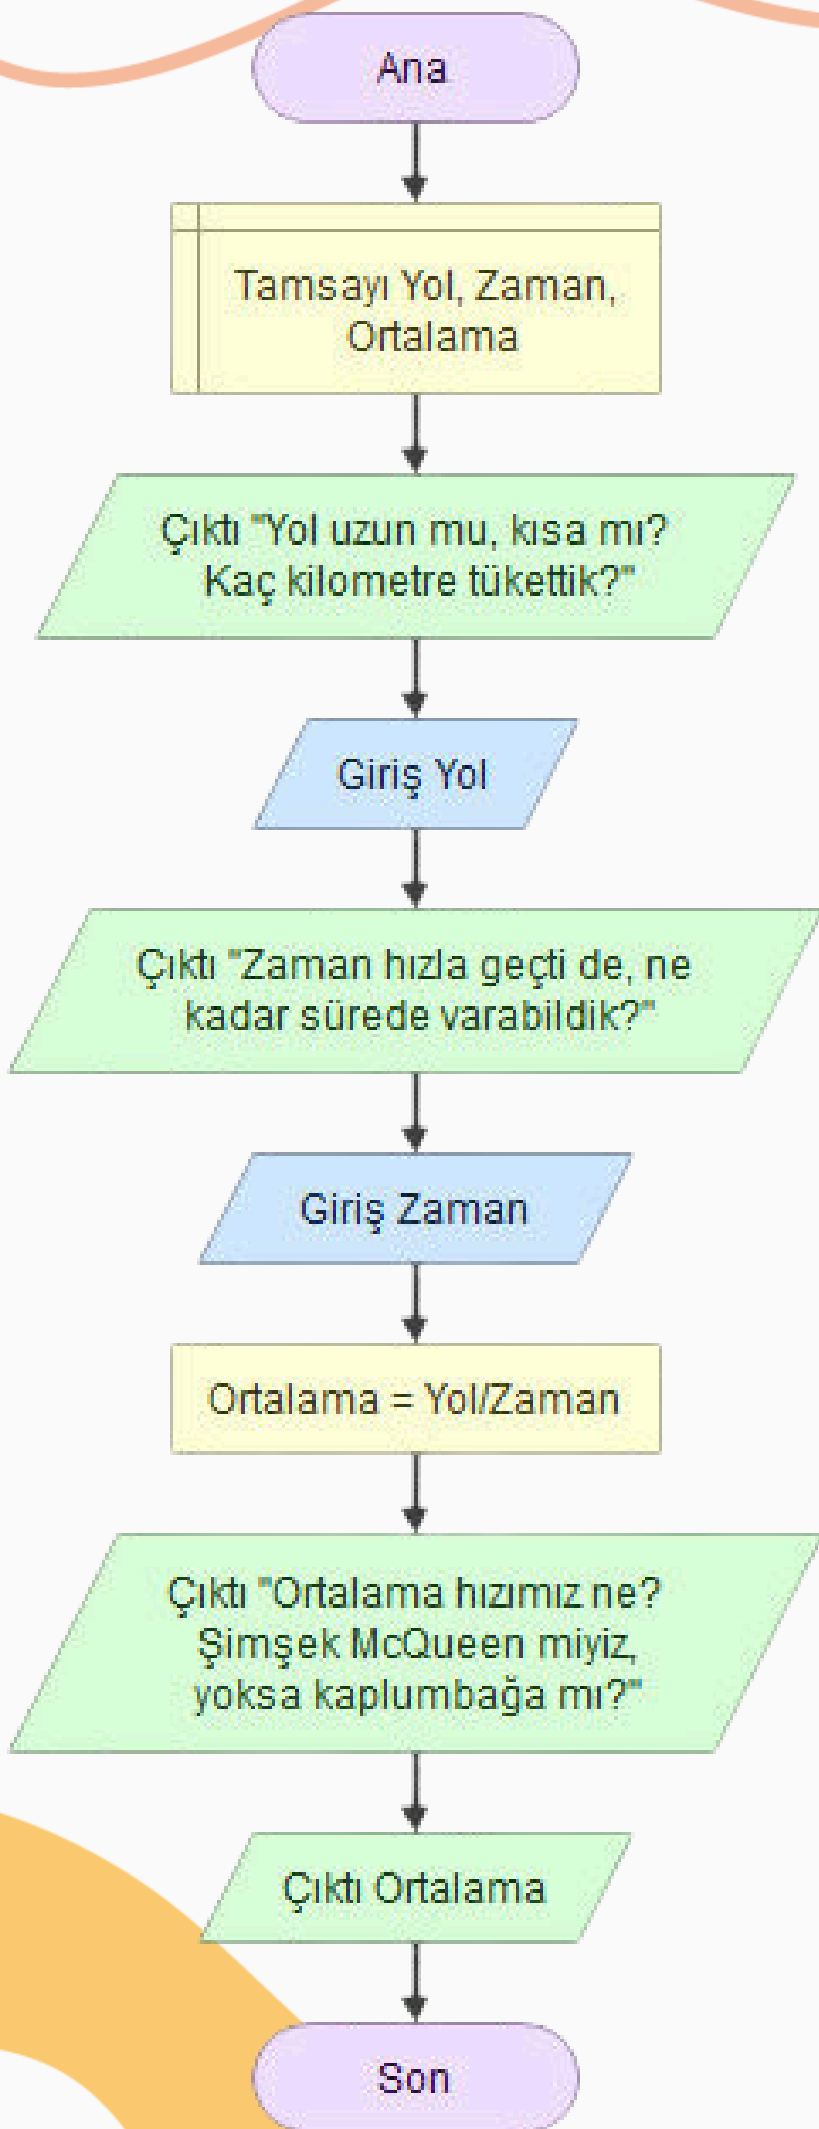 Ana
Tamsayı Yol, Zaman,
Ortalama
Çıktı "Yol uzun mu, kısa mı?
Kaç kilometre tükettik?"
Giriş Yol
Çıktı "Zaman hızla geçti de, ne
kadar sürede varabildik?"
Giriş Zaman
Ortalama = Yol/Zaman
Çıktı "Ortalama hızımız ne?
Şimşek McQueen miyiz,
yoksa kaplumbağa mı?"
Çıktı Ortalama
Son